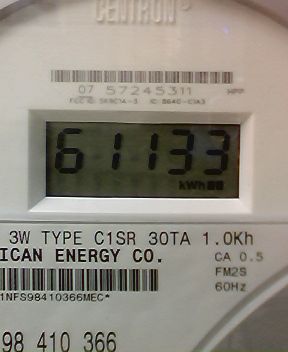 CENTRON®
07 57245311
61133
kWh
3W TYPE C1SR 30TA 1.0Kh
ICAN ENERGY CO.
CA 0.5
FM2S
60Hz
1NFS98410366MEC*
98 410 366